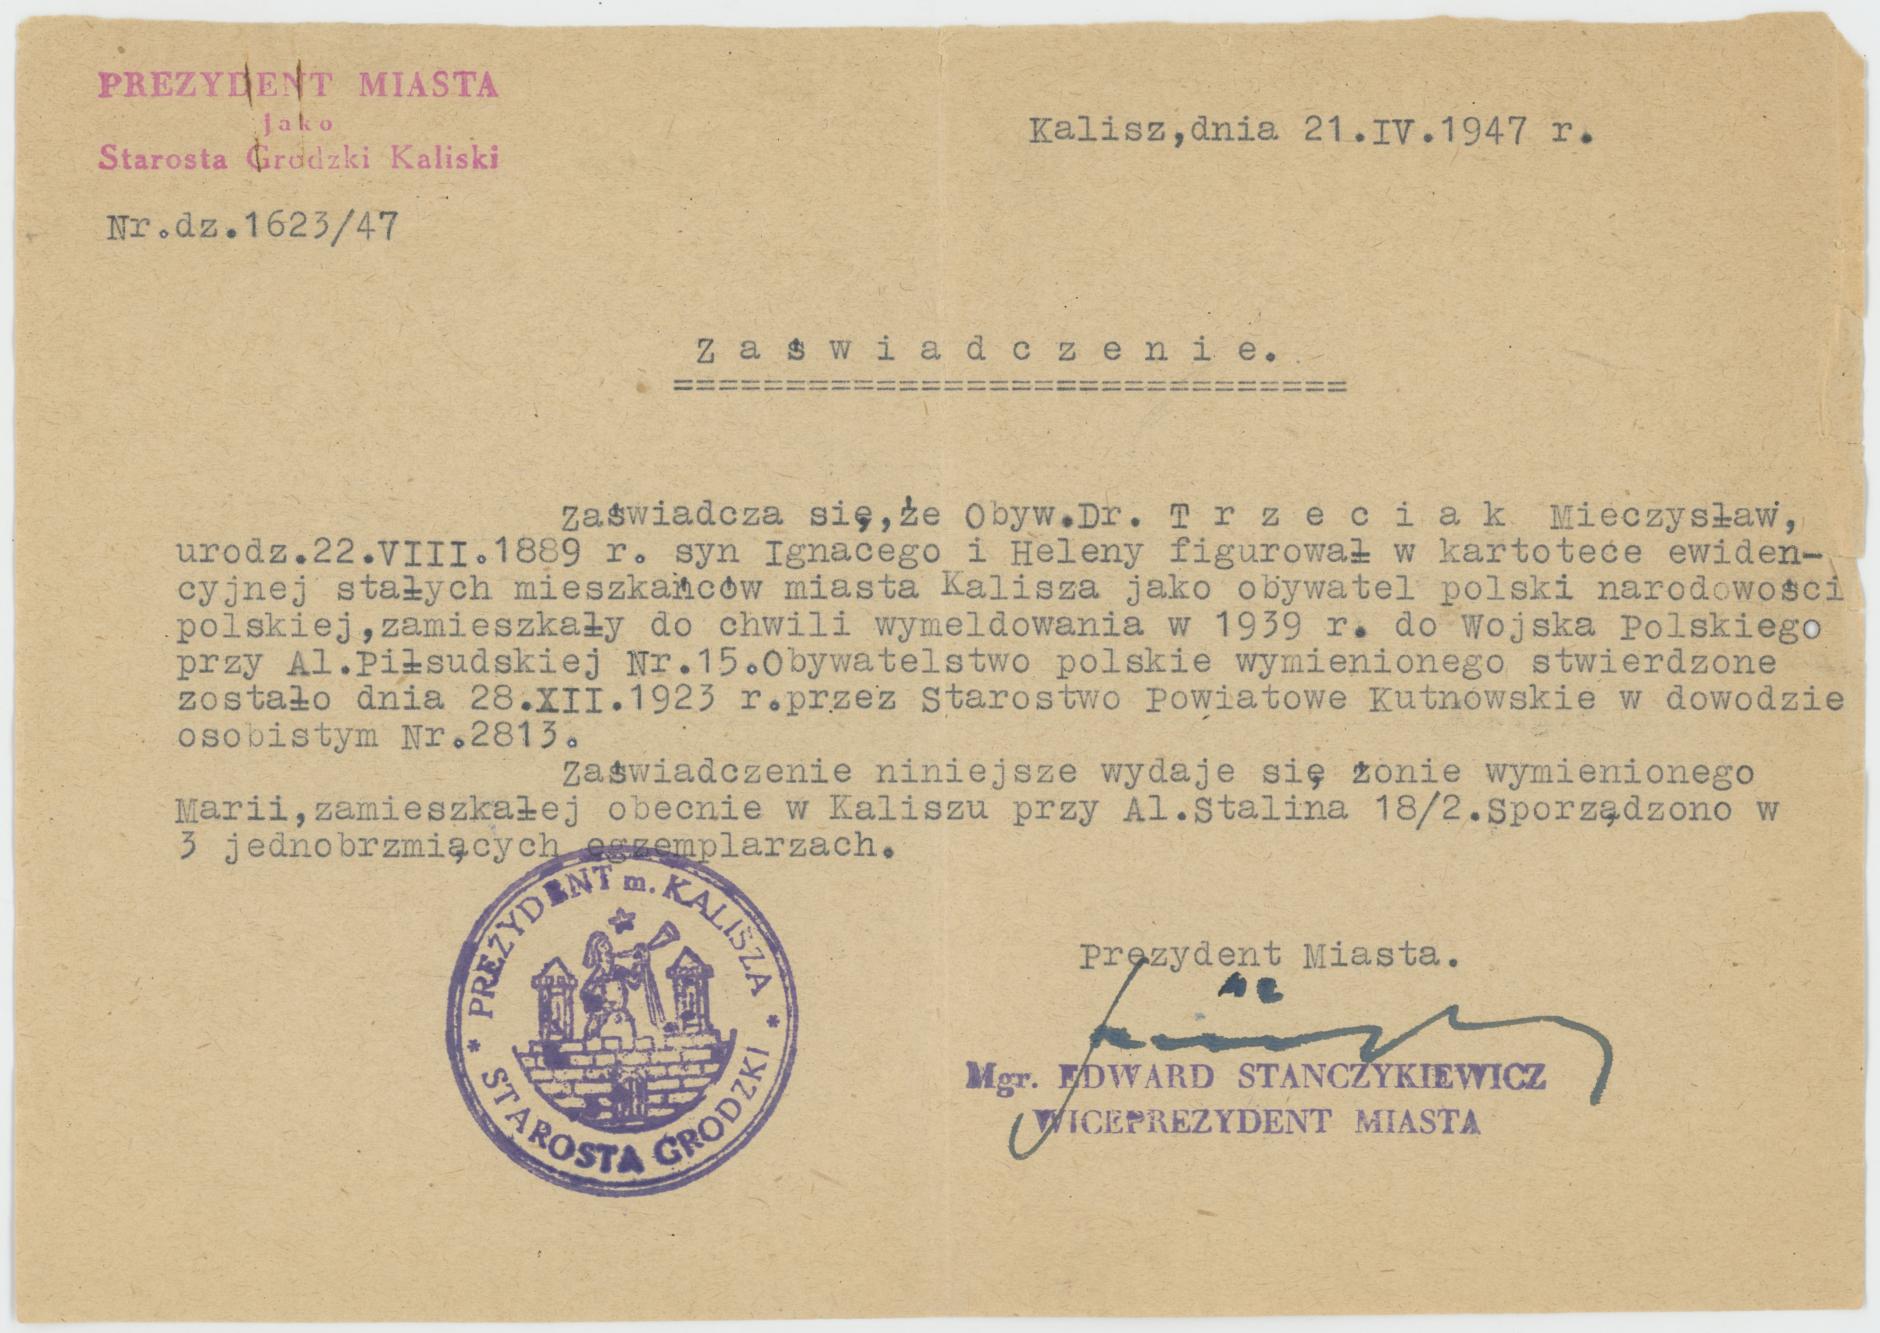 PREZYDENT MIASTA
jako
Starosta Grodzki Kaliski
Kalisz,dnia 21.IV.1947 r.
Nr.dz.1623/47
Z a ś w i a d c z e n i e.
==============================
Zaświadcza się,że Obyw.Dr. T r z e c i a k Mieczysław,
urodz.22.VIII.1889 r. syn Ignacego i Heleny figurował w kartotece ewiden-
cyjnej stałych mieszkańców miasta Kalisza jako obywatel polski narodowości
polskiej,zamieszkały do chwili wymeldowania w 1939 r. do Wojska Polskiego
przy Al.Piłsudskiej Nr.15.Obywatelstwo polskie wymienionego stwierdzone
zostało dnia 28.XII.1923 r.przez Starostwo Powiatowe Kutnowskie w dowodzie
osobistym Nr.2813.
Zaświadczenie niniejsze wydaje się żonie wymienionego
Marii,zamieszkałej obecnie w Kaliszu przy Al.Stalina 18/2.Sporządzono w
3 jednobrzmiących egzemplarzach.
PREZYDENT m. KALISZA
* STAROSTA GRODZKI *
Prezydent Miasta.
Mgr. EDWARD STANCZYKIEWICZ
WICEPREZYDENT MIASTA